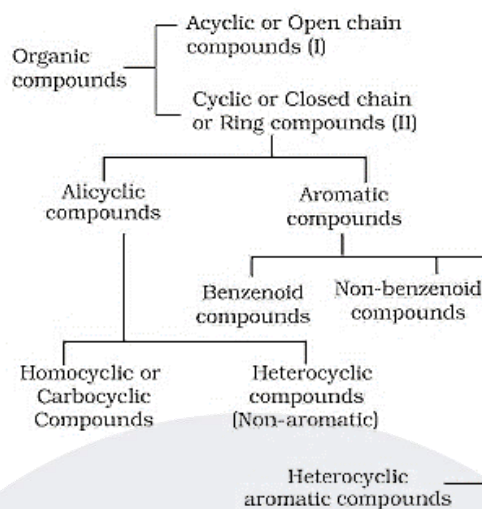 Acyclic or Open chain
compounds (I)
Organic
compounds
Cyclic or Closed chain
or Ring compounds (II)
Alicyclic
compounds
Aromatic
compounds
Benzenoid
compounds
Non-benzenoid
compounds
Homocyclic or
Carbocyclic
Compounds
Heterocyclic
compounds
(Non-aromatic)
Heterocyclic
aromatic compounds